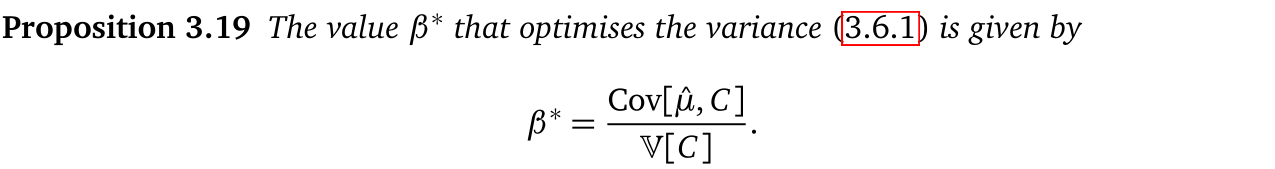 Proposition 3.19 The value β* that optimises the variance (3.6.1) is given by
β* = Cov[μ̂, C] / 𝕍[C].